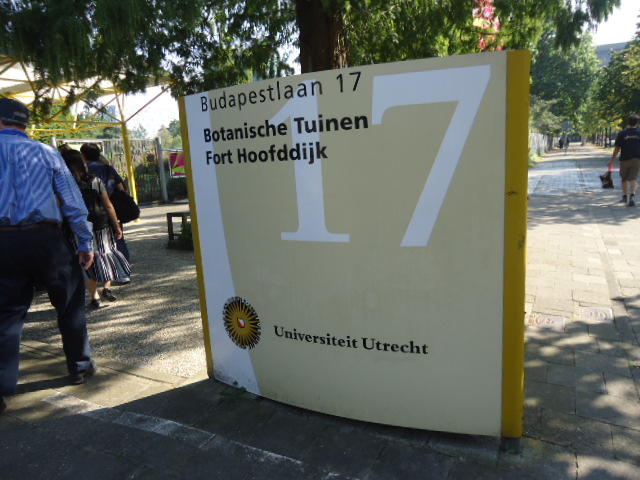 Budapestlaan 17
Botanische Tuinen
Fort Hoofddijk
17
Universiteit Utrecht